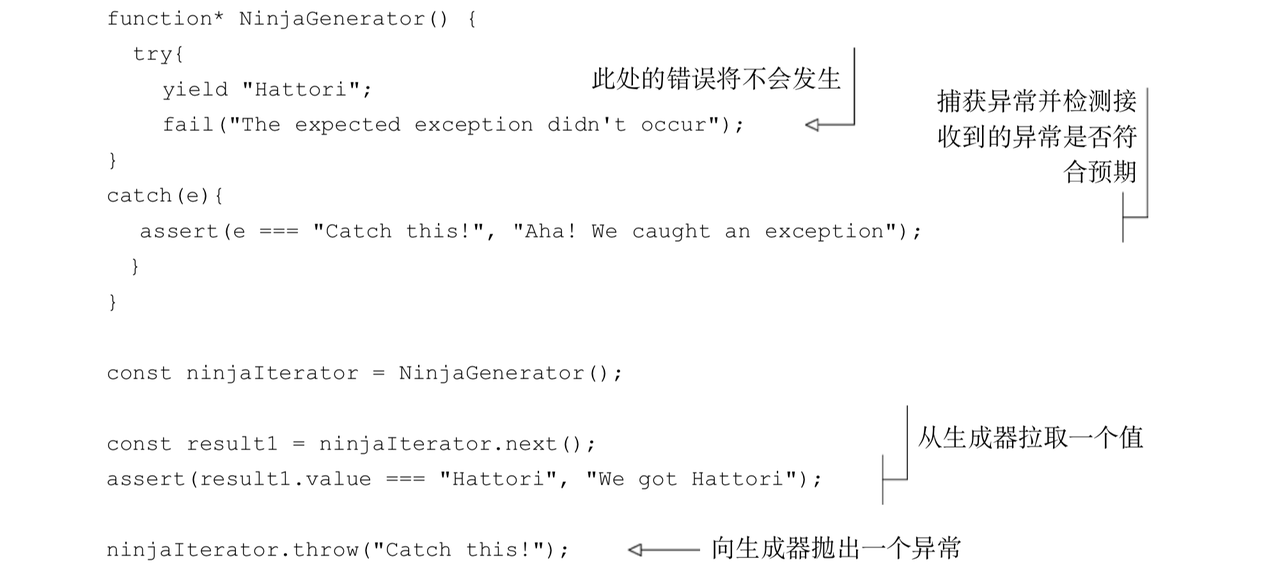 function* NinjaGenerator() {
try{
yield "Hattori";
此处的错误将不会发生
fail("The expected exception didn't occur");
捕获异常并检测接
收到的异常是否符
合预期
}
catch(e){
assert(e === "Catch this!", "Aha! We caught an exception");
}
}
const ninjaIterator = NinjaGenerator();
const result1 = ninjaIterator.next();
assert(result1.value === "Hattori", "We got Hattori");
从生成器拉取一个值
ninjaIterator.throw("Catch this!");
向生成器抛出一个异常